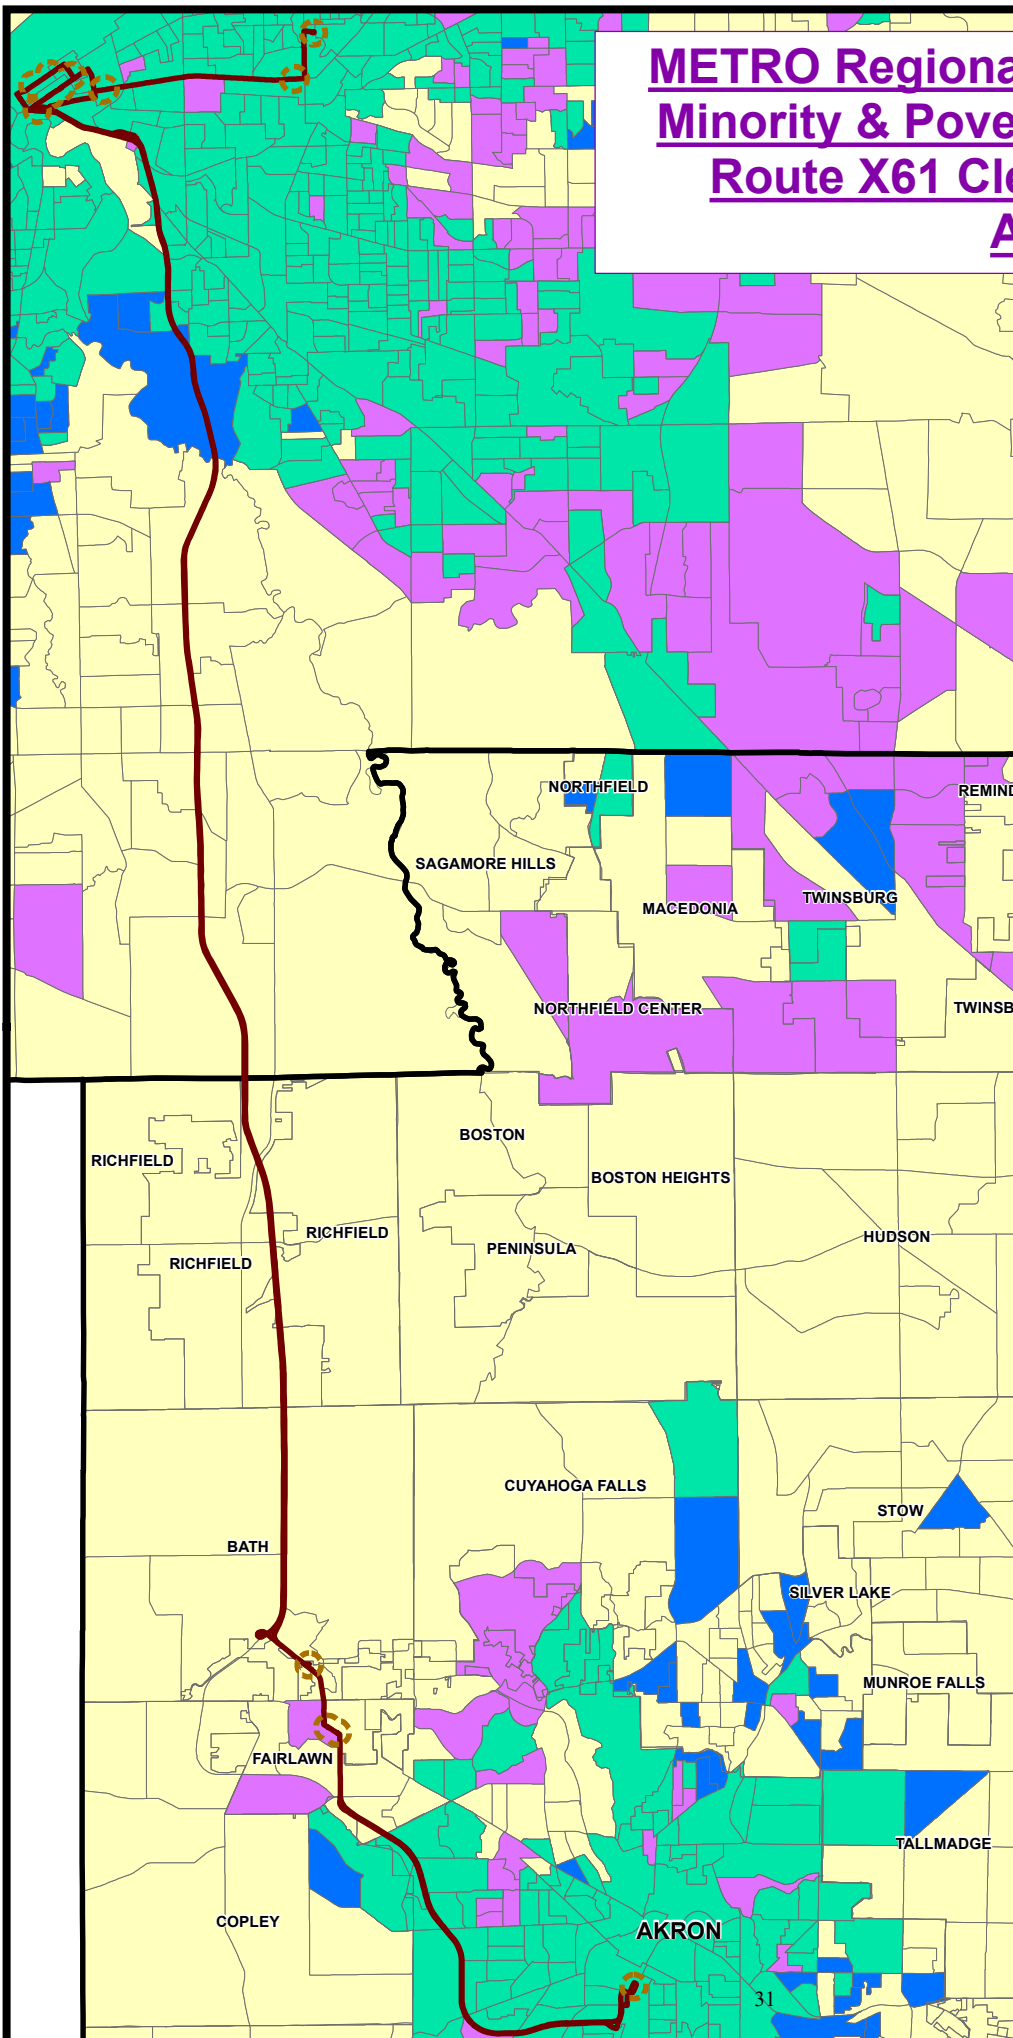 METRO Regiona
Minority & Pove
Route X61 Cle
A
NORTHFIELD
REMIND
SAGAMORE HILLS
MACEDONIA
TWINSBURG
NORTHFIELD CENTER
TWINSB
BOSTON
RICHFIELD
BOSTON HEIGHTS
RICHFIELD
HUDSON
PENINSULA
RICHFIELD
CUYAHOGA FALLS
STOW
BATH
SILVER LAKE
MUNROE FALLS
FAIRLAWN
TALLMADGE
COPLEY
AKRON
31